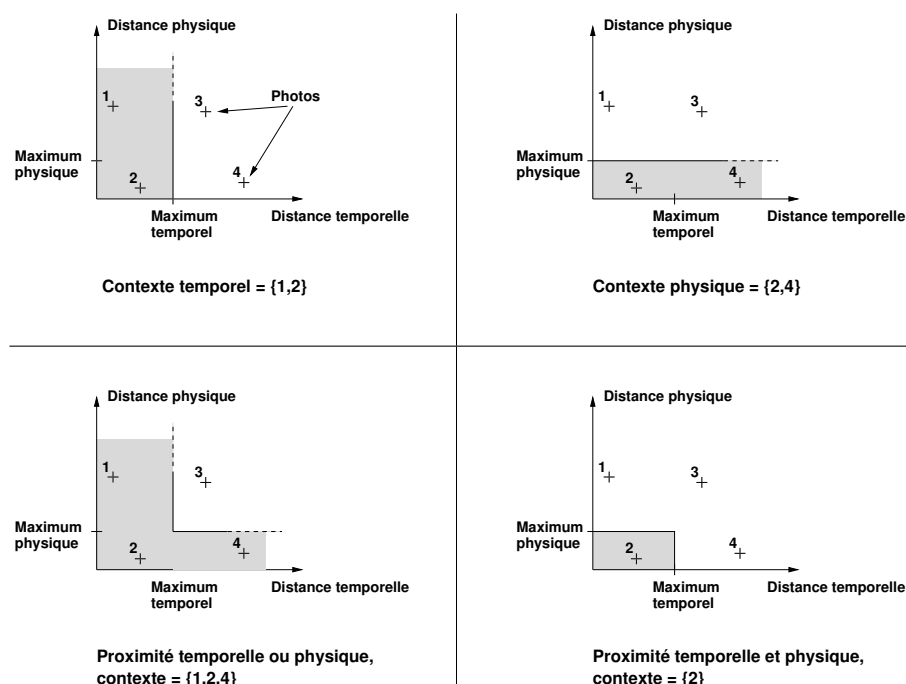 Distance physique
1
3
Photos
Maximum
physique
2
4
Maximum
temporel
Distance temporelle
Contexte temporel = {1,2}
Distance physique
1
3
Maximum
physique
2
4
Maximum
temporel
Distance temporelle
Contexte physique = {2,4}
Distance physique
1
3
Maximum
physique
2
4
Maximum
temporel
Distance temporelle
Proximité temporelle ou physique,
contexte = {1,2,4}
Distance physique
1
3
Maximum
physique
2
4
Maximum
temporel
Distance temporelle
Proximité temporelle et physique,
contexte = {2}